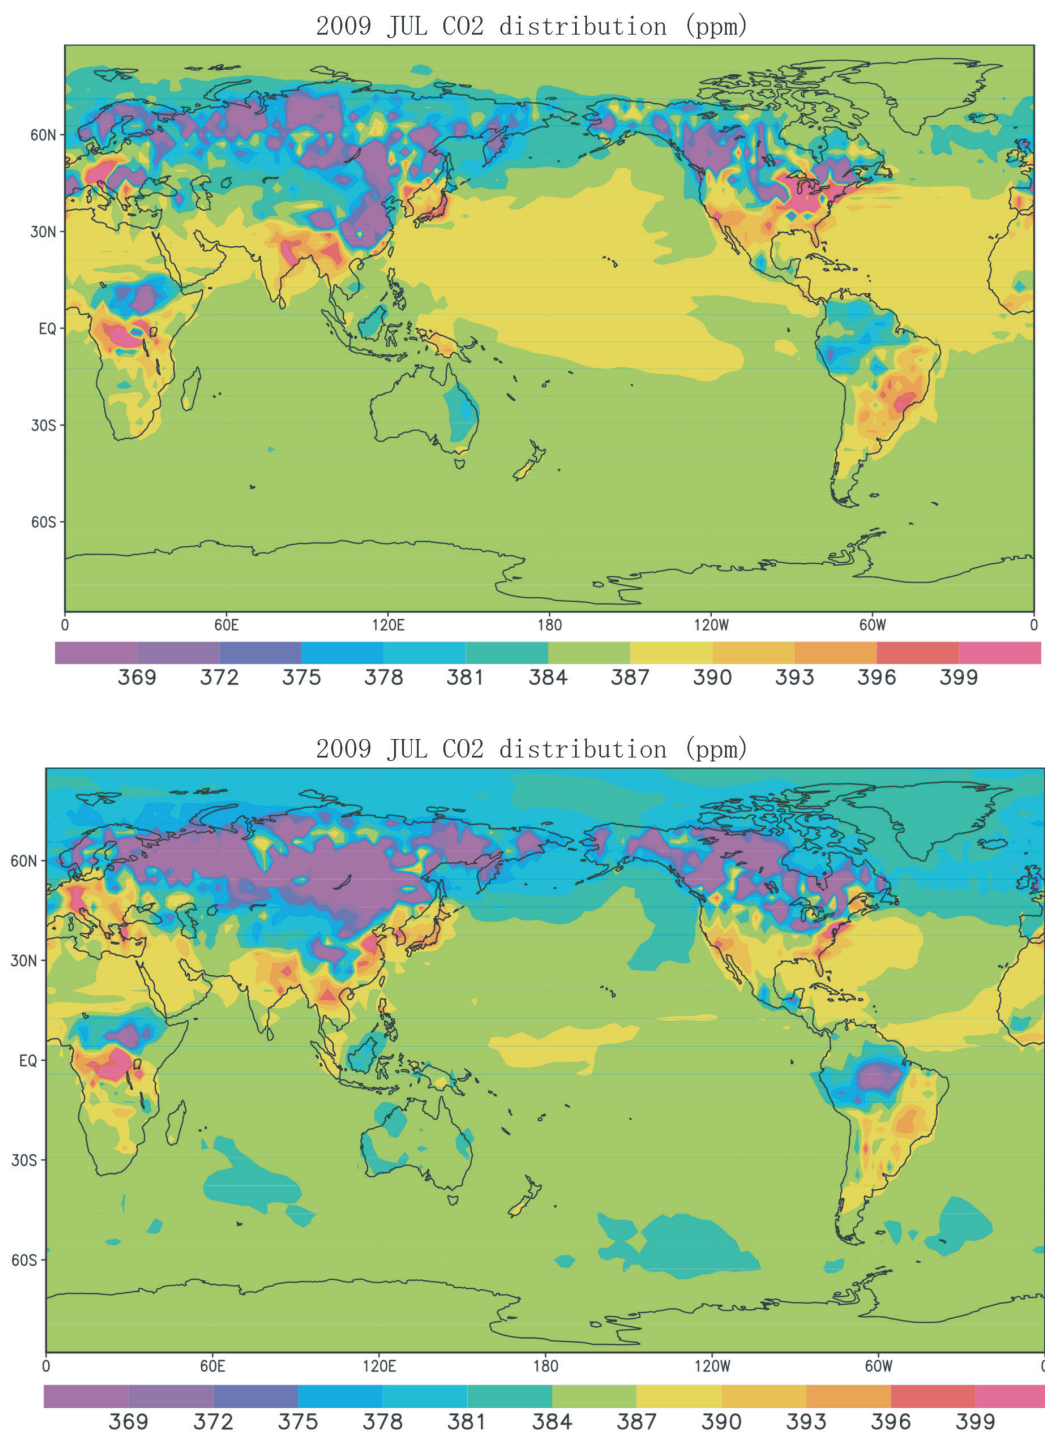 2009 JUL CO2 distribution (ppm)
60N
30N
EQ
30S
60S
0 60E 120E 180 120W 60W 0
369 372 375 378 381 384 387 390 393 396 399
2009 JUL CO2 distribution (ppm)
60N
30N
EQ
30S
60S
0 60E 120E 180 120W 60W 0
369 372 375 378 381 384 387 390 393 396 399